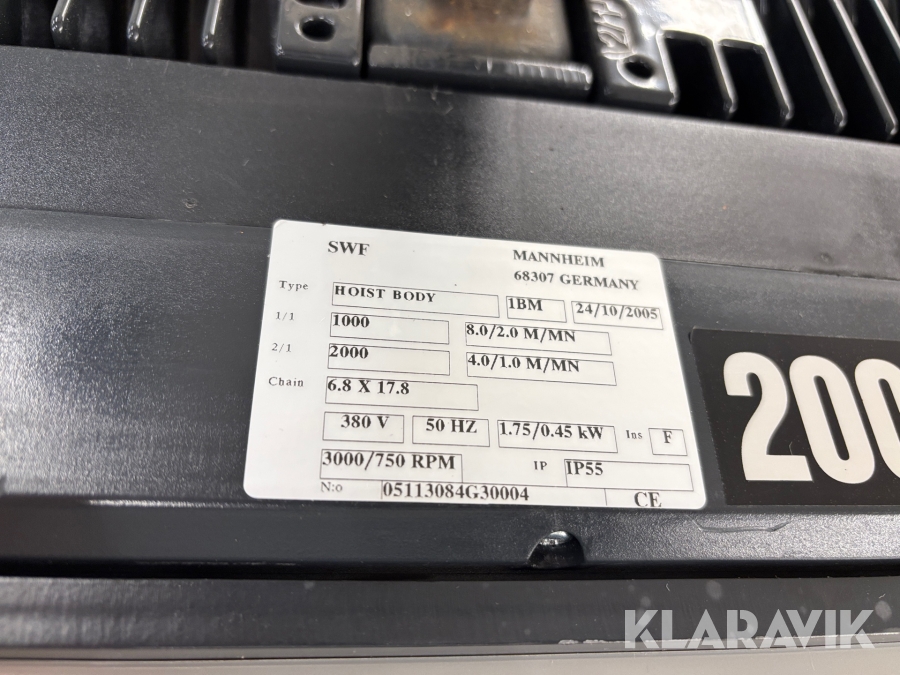 SWF MANNHEIM
68307 GERMANY
Type HOIST BODY 1BM 24/10/2005
1/1 1000 8.0/2.0 M/MN
2/1 2000 4.0/1.0 M/MN
Chain 6.8 X 17.8
380 V 50 HZ 1.75/0.45 kW Ins F
3000/750 RPM IP IP55
N:o 05113084G30004 CE
200
KLARAVIK